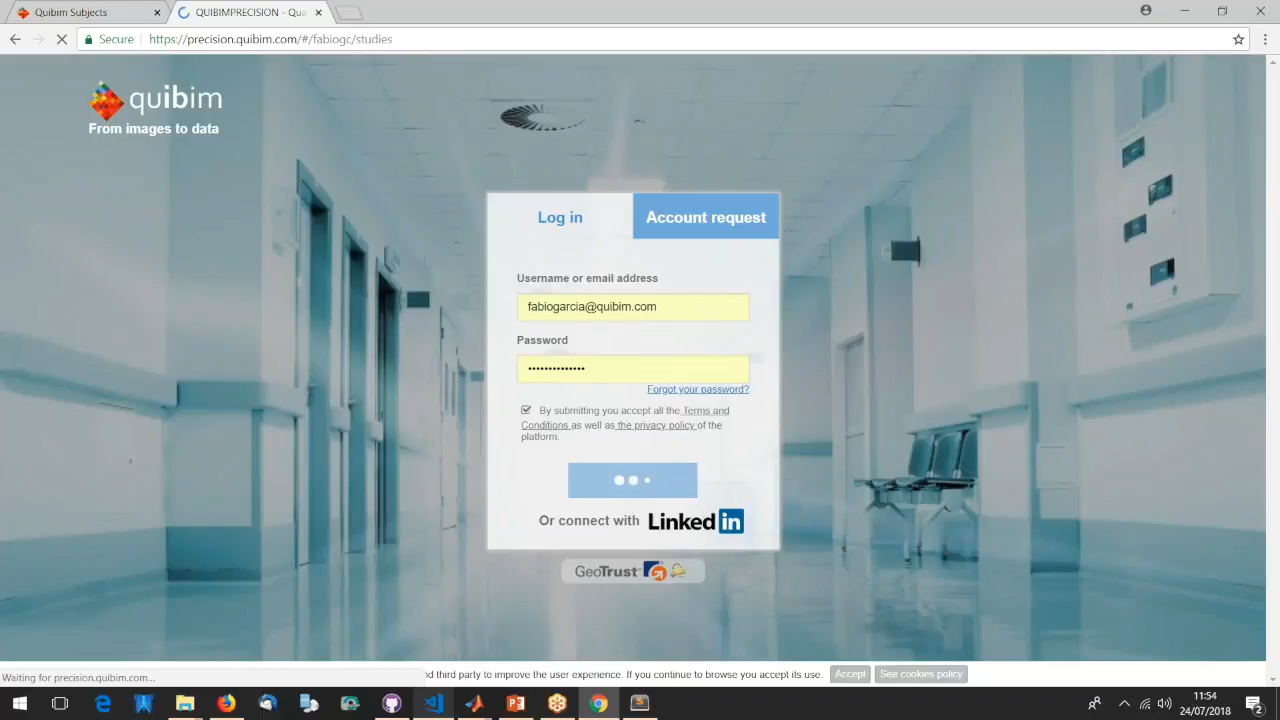 Quibim Subjects
QUIBIMPRECISION - Qua
Secure
https://precision.quibim.com/#/fabiogc/studies
quibim
From images to data
Log in
Account request
Username or email address
fabiogarcia@quibim.com
Password
••••••••••••••
Forgot your password?
By submitting you accept all the Terms and
Conditions as well as the privacy policy of the
platform.
Or connect with LinkedIn
GeoTrust
Waiting for precision.quibim.com...
d third party to improve the user experience. If you continue to browse you accept its use.
Accept
See cookies policy
11:54
24/07/2018
2